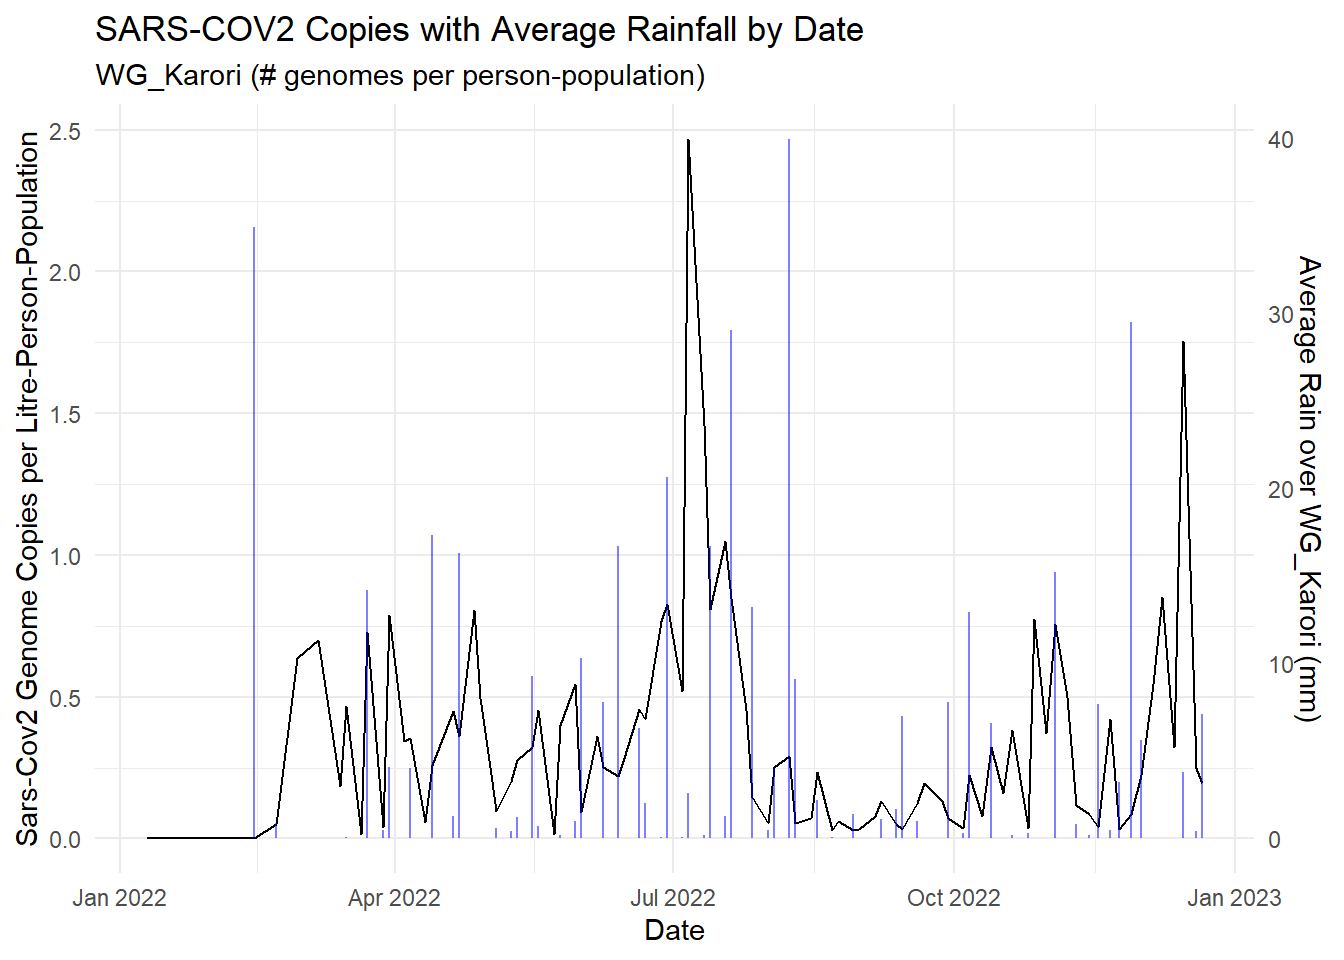 SARS-COV2 Copies with Average Rainfall by Date
WG_Karori (# genomes per person-population)
Sars-Cov2 Genome Copies per Litre-Person-Population
2.5
2.0
1.5
1.0
0.5
0.0
40
30
20
10
0
Average Rain over WG_Karori (mm)
Jan 2022
Apr 2022
Jul 2022
Oct 2022
Jan 2023
Date